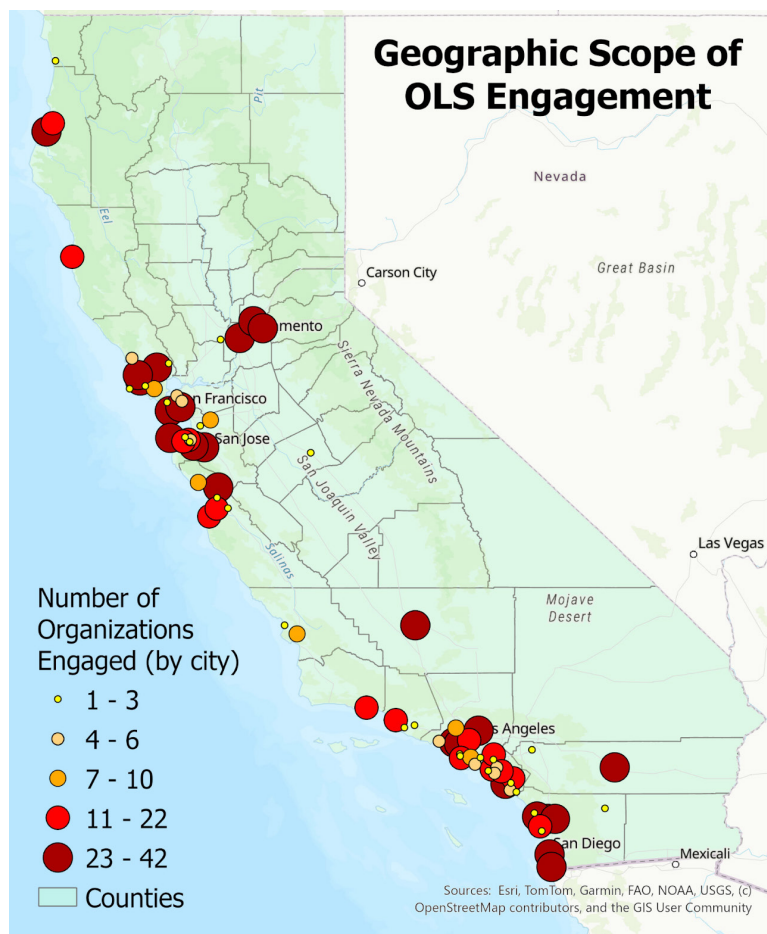 Geographic Scope of
OLS Engagement
Pit
Nevada
Eel
Carson City
Great Basin
mento
Sierra Nevada Mountains
n Francisco
San Jose
San Joaquin Valley
Salinas
Las Vegas
Mojave
Desert
s Angeles
San Diego
Mexicali
Number of
Organizations
Engaged (by city)
1 - 3
4 - 6
7 - 10
11 - 22
23 - 42
Counties
Sources: Esri, TomTom, Garmin, FAO, NOAA, USGS, (c)
OpenStreetMap contributors, and the GIS User Community